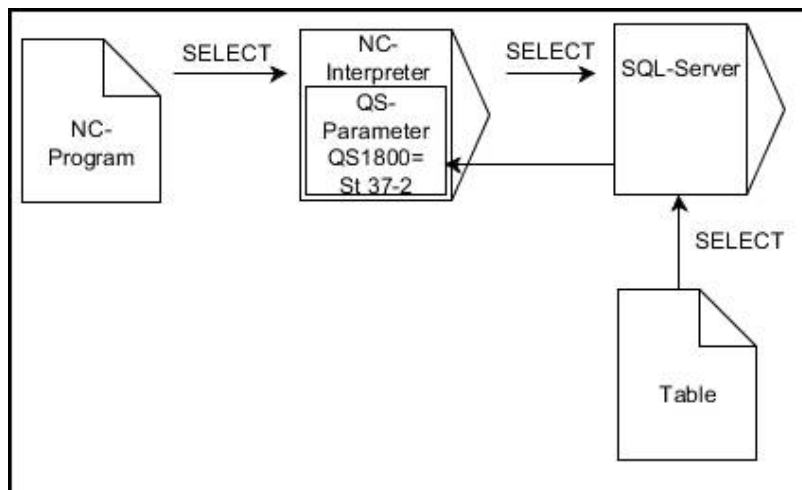 NC-
Program
SELECT
NC-
Interpreter
QS-
Parameter
QS1800=
St 37-2
SELECT
SQL-Server
SELECT
Table